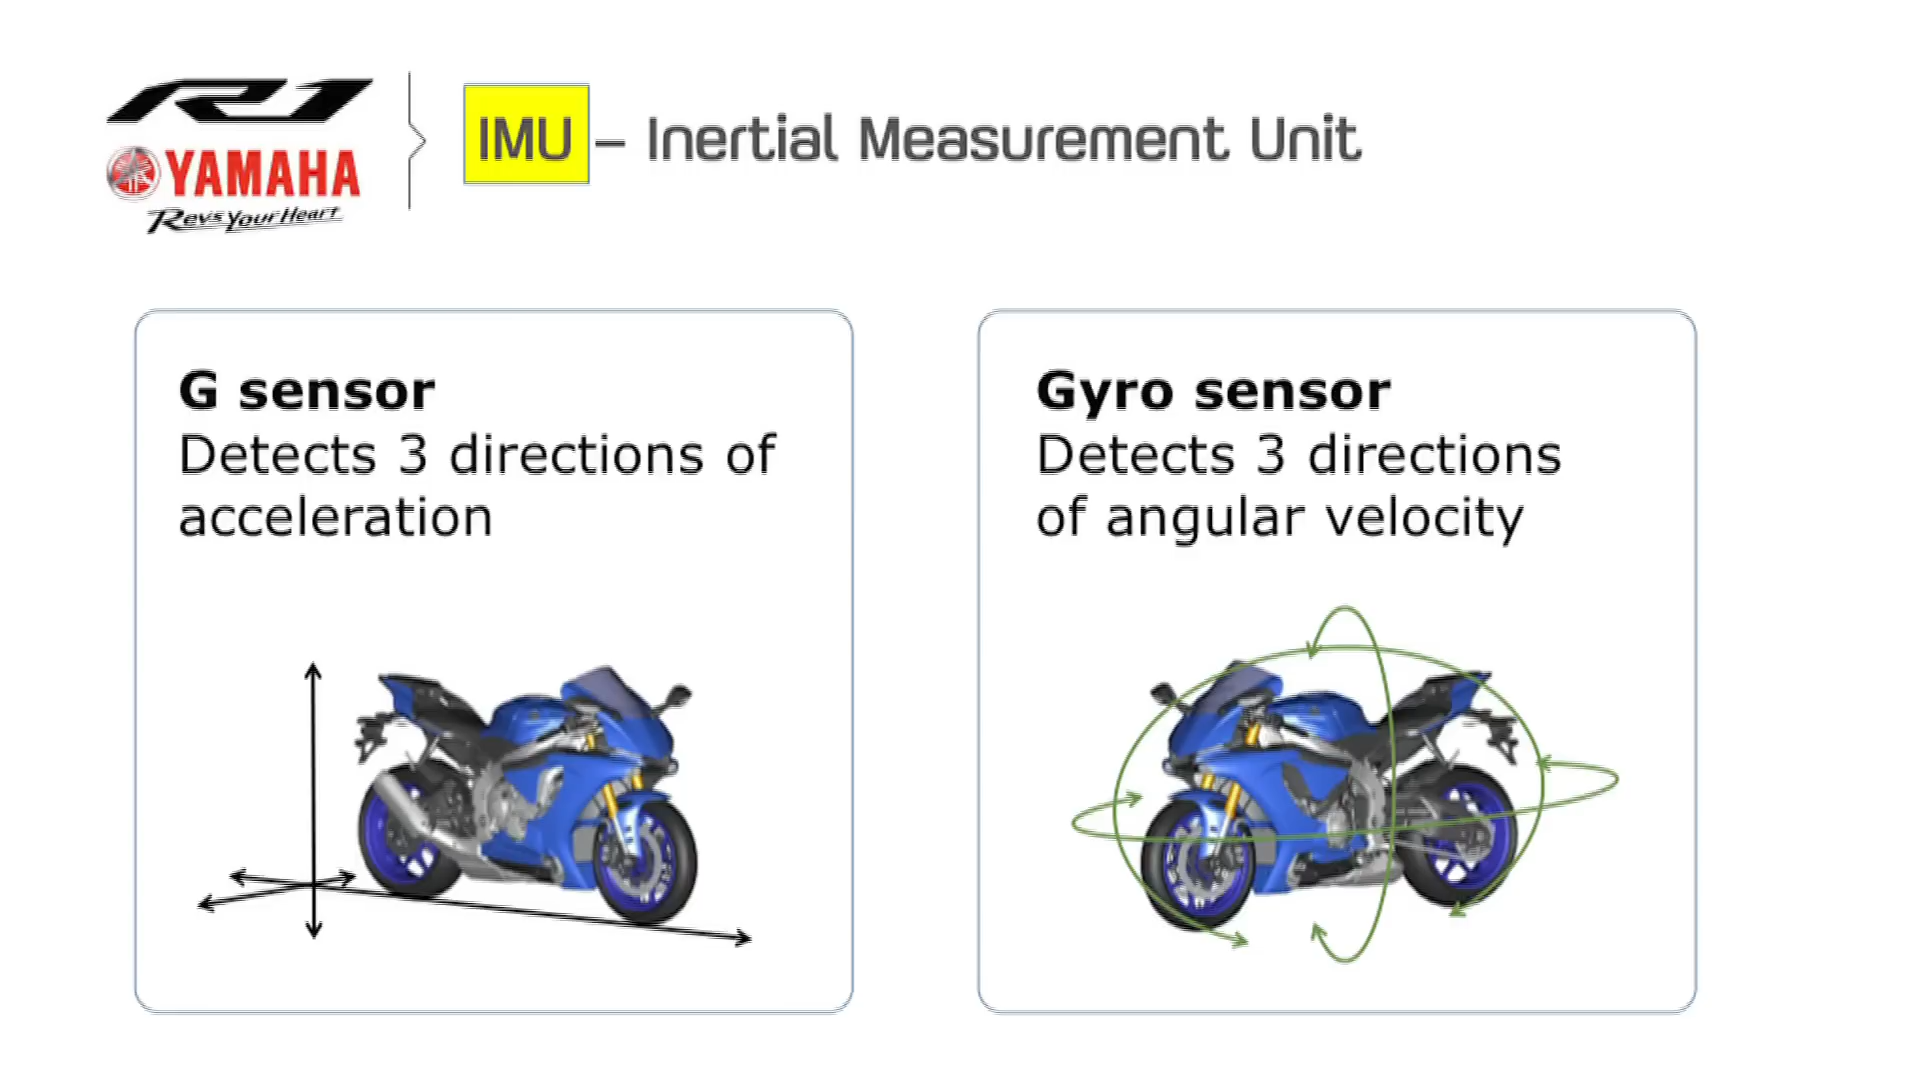 R1
YAMAHA
Revs Your Heart
IMU – Inertial Measurement Unit
G sensor
Detects 3 directions of
acceleration
Gyro sensor
Detects 3 directions
of angular velocity